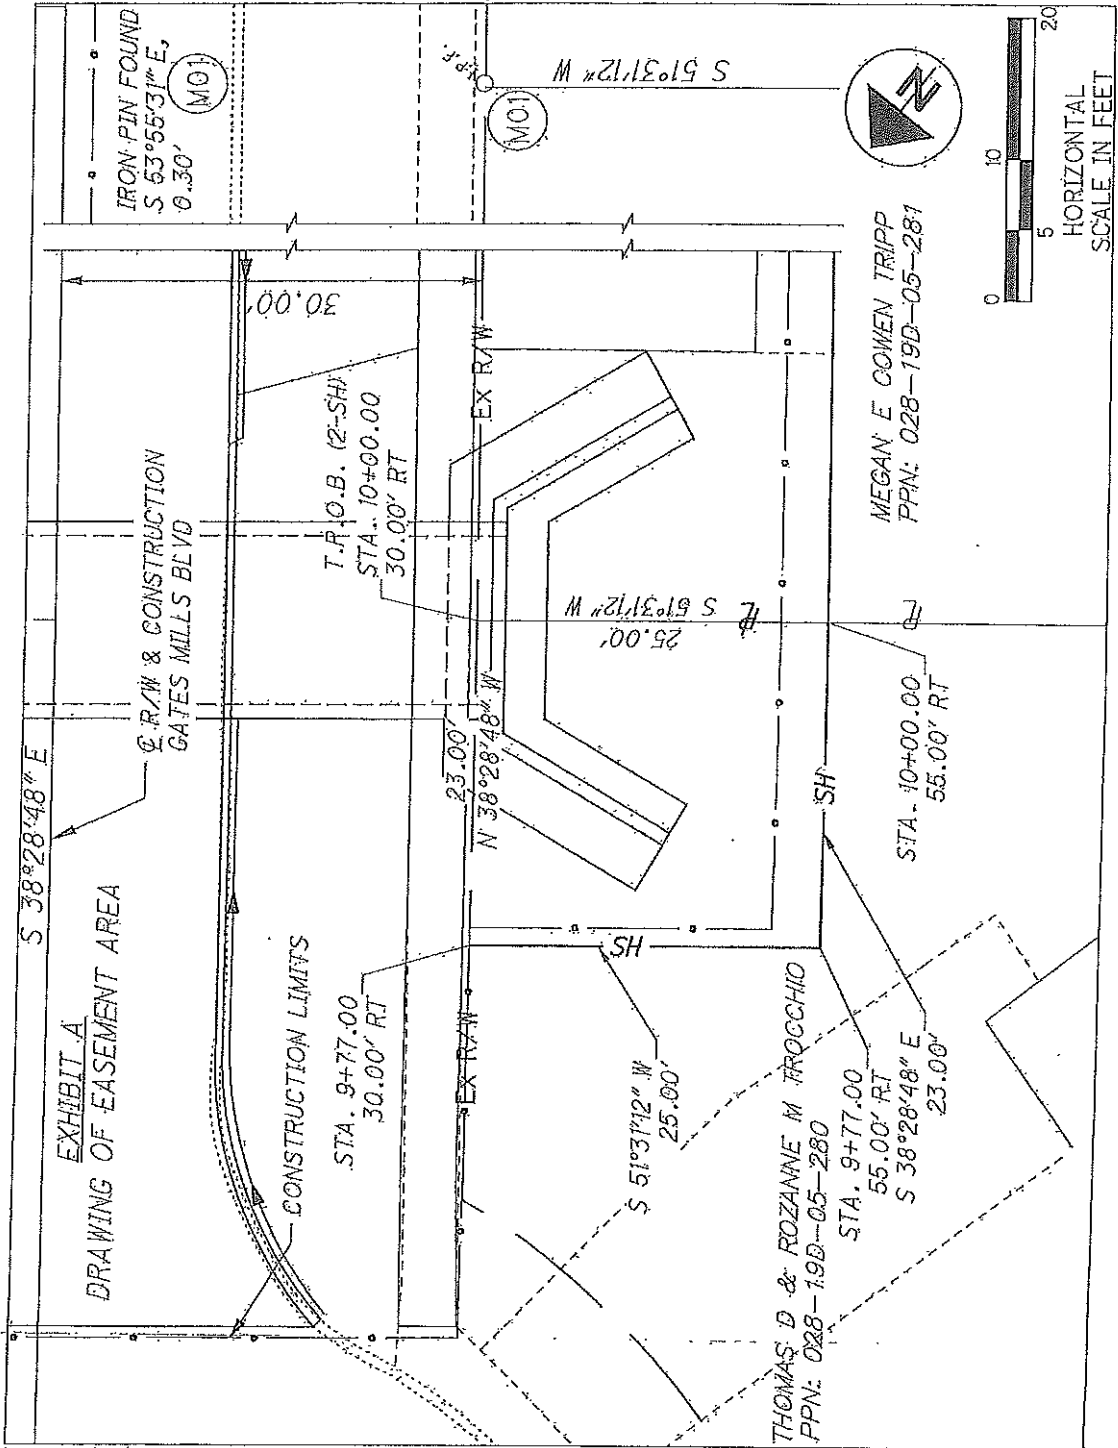 EXHIBIT A
DRAWING OF EASEMENT AREA
S 38°28'48" E
℄ R/W & CONSTRUCTION
GATES MILLS BLVD
IRON PIN FOUND
S 63°55'31" E,
0.30'
M01
30.00'
CONSTRUCTION LIMITS
STA. 9+77.00
30.00' RT
T.P.O.B. (2-SH)
STA. 10+00.00
30.00' RT
EX R/W
EX R/W
I.P.F.
M01
S 51°31'12" W
23.00'
N 38°28'48" W
25.00'
S 51°31'12" W
SH
SH
S 51°31'12" W
25.00'
THOMAS D & ROZANNE M TROCCHIO
PPN: 028-19D-05-280
STA. 9+77.00
55.00' RT
S 38°28'48" E
23.00'
STA. 10+00.00
55.00' RT
MEGAN E COWEN TRIPP
PPN: 028-19D-05-281
N
0 5 10 20
HORIZONTAL
SCALE IN FEET